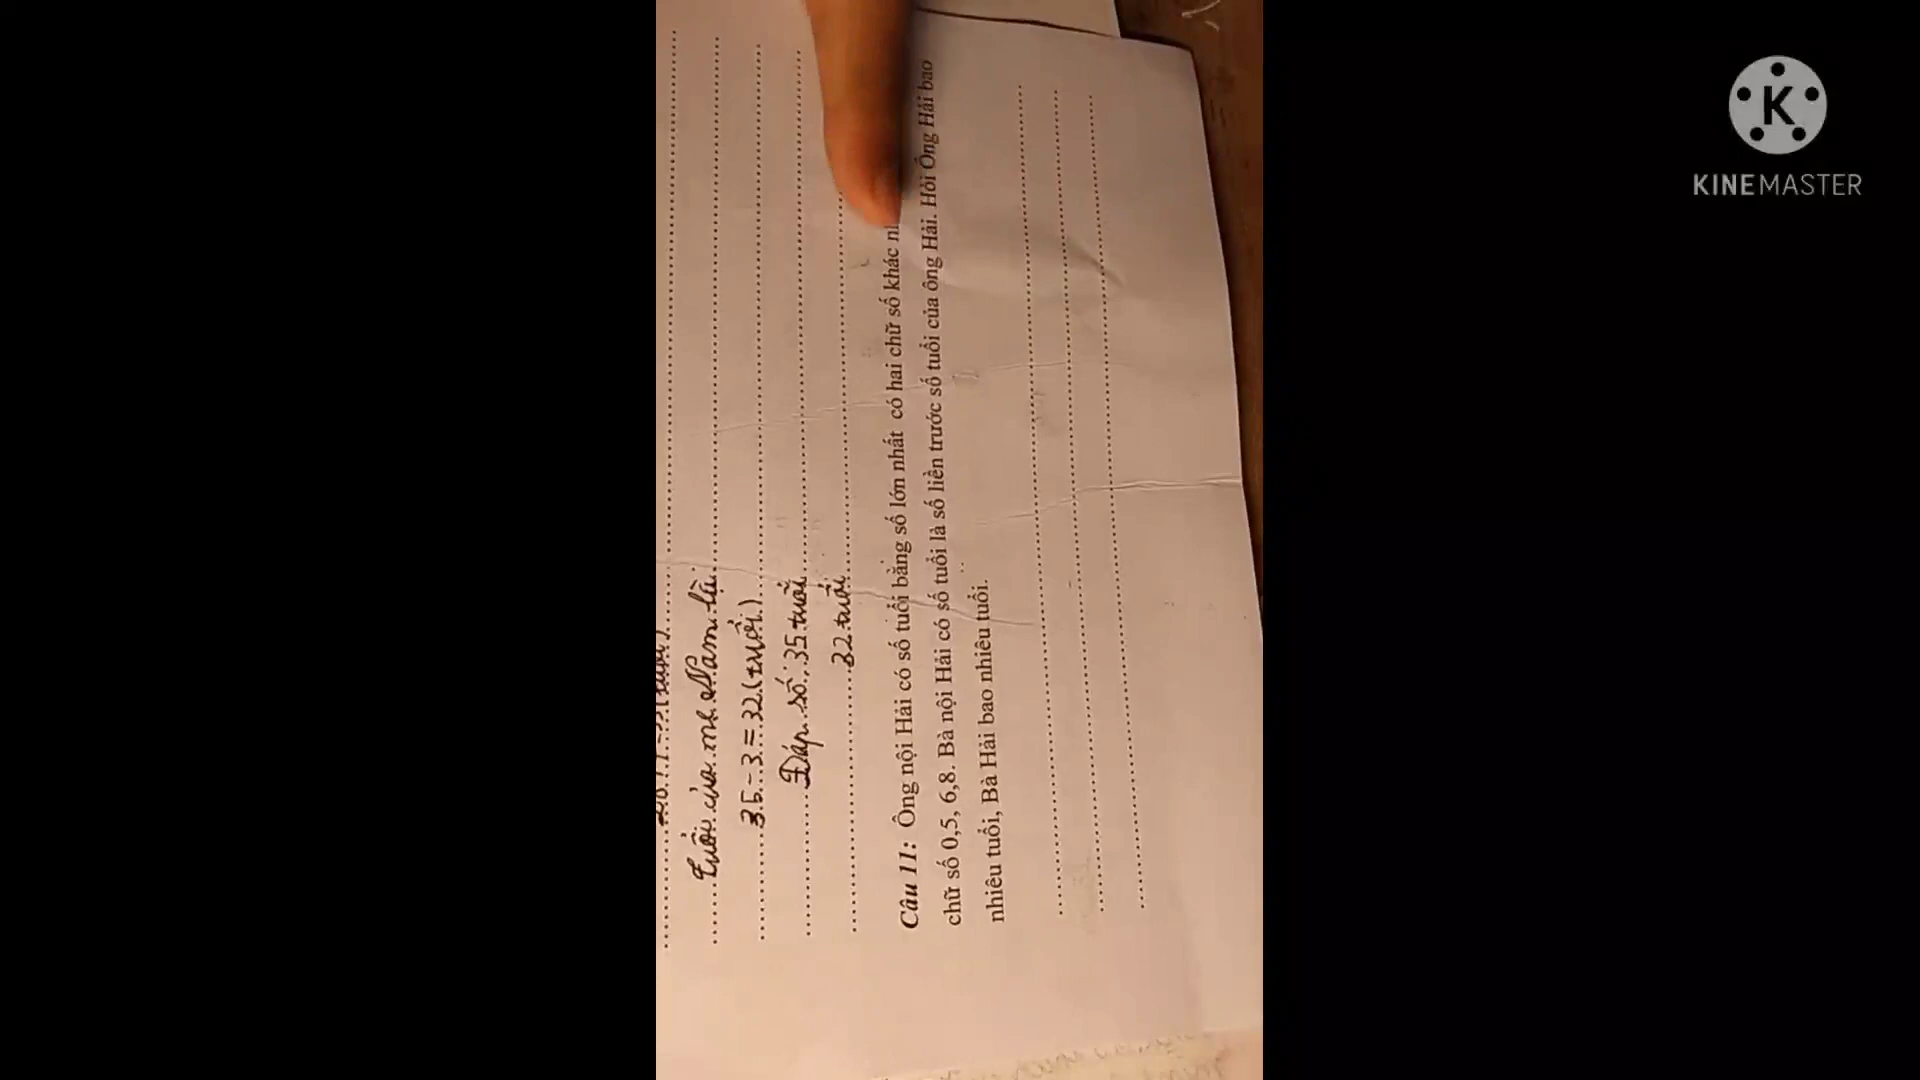 Tuổi của mẹ Nam là:
35 - 3 = 32 (tuổi)
Đáp số: 35 tuổi
32 tuổi
Câu 11: Ông nội Hải có số tuổi bằng số lớn nhất có hai chữ số khác
chữ số 0,5, 6,8. Bà nội Hải có số tuổi là số liền trước số tuổi của ông Hải. Hỏi Ông Hải bao
nhiêu tuổi, Bà Hải bao nhiêu tuổi.
KINEMASTER